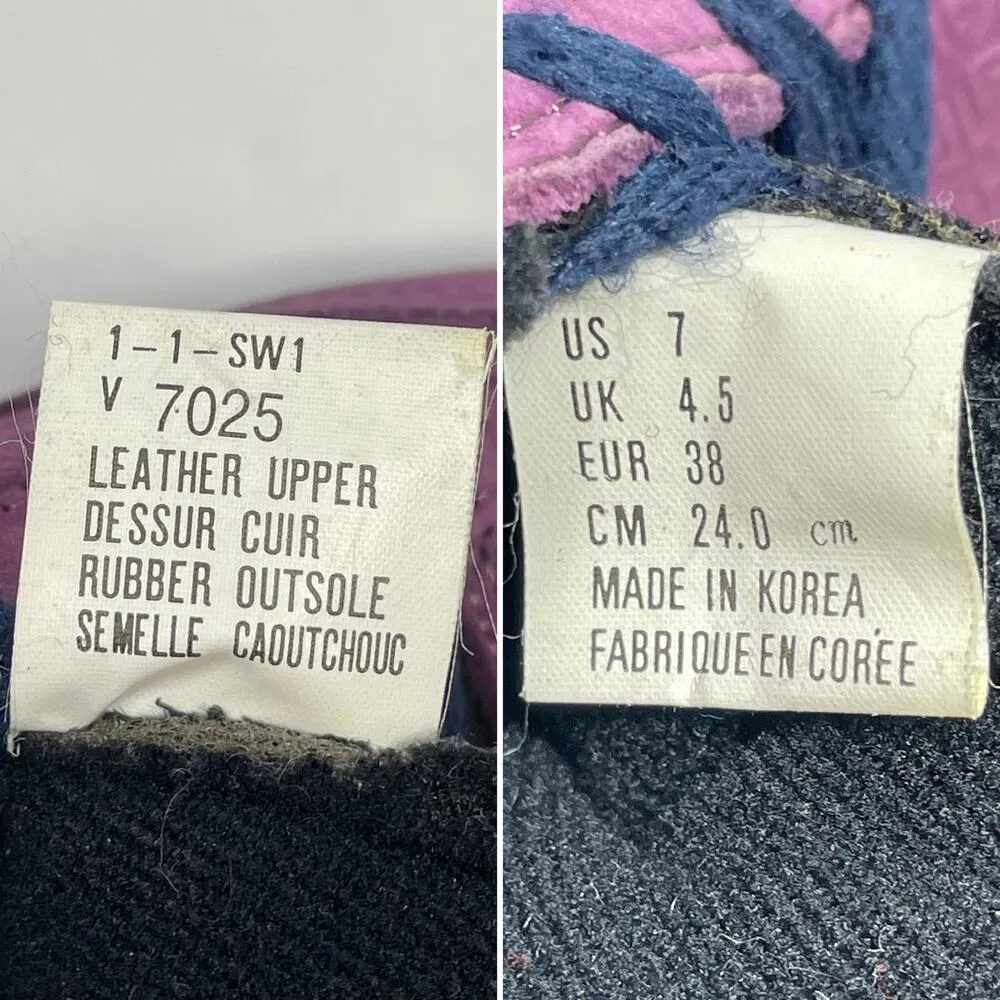 1-1-SW1
V 7025
LEATHER UPPER
DESSUR CUIR
RUBBER OUTSOLE
SEMELLE CAOUTCHOUC
US 7
UK 4.5
EUR 38
CM 24.0 cm
MADE IN KOREA
FABRIQUE EN CORÉE